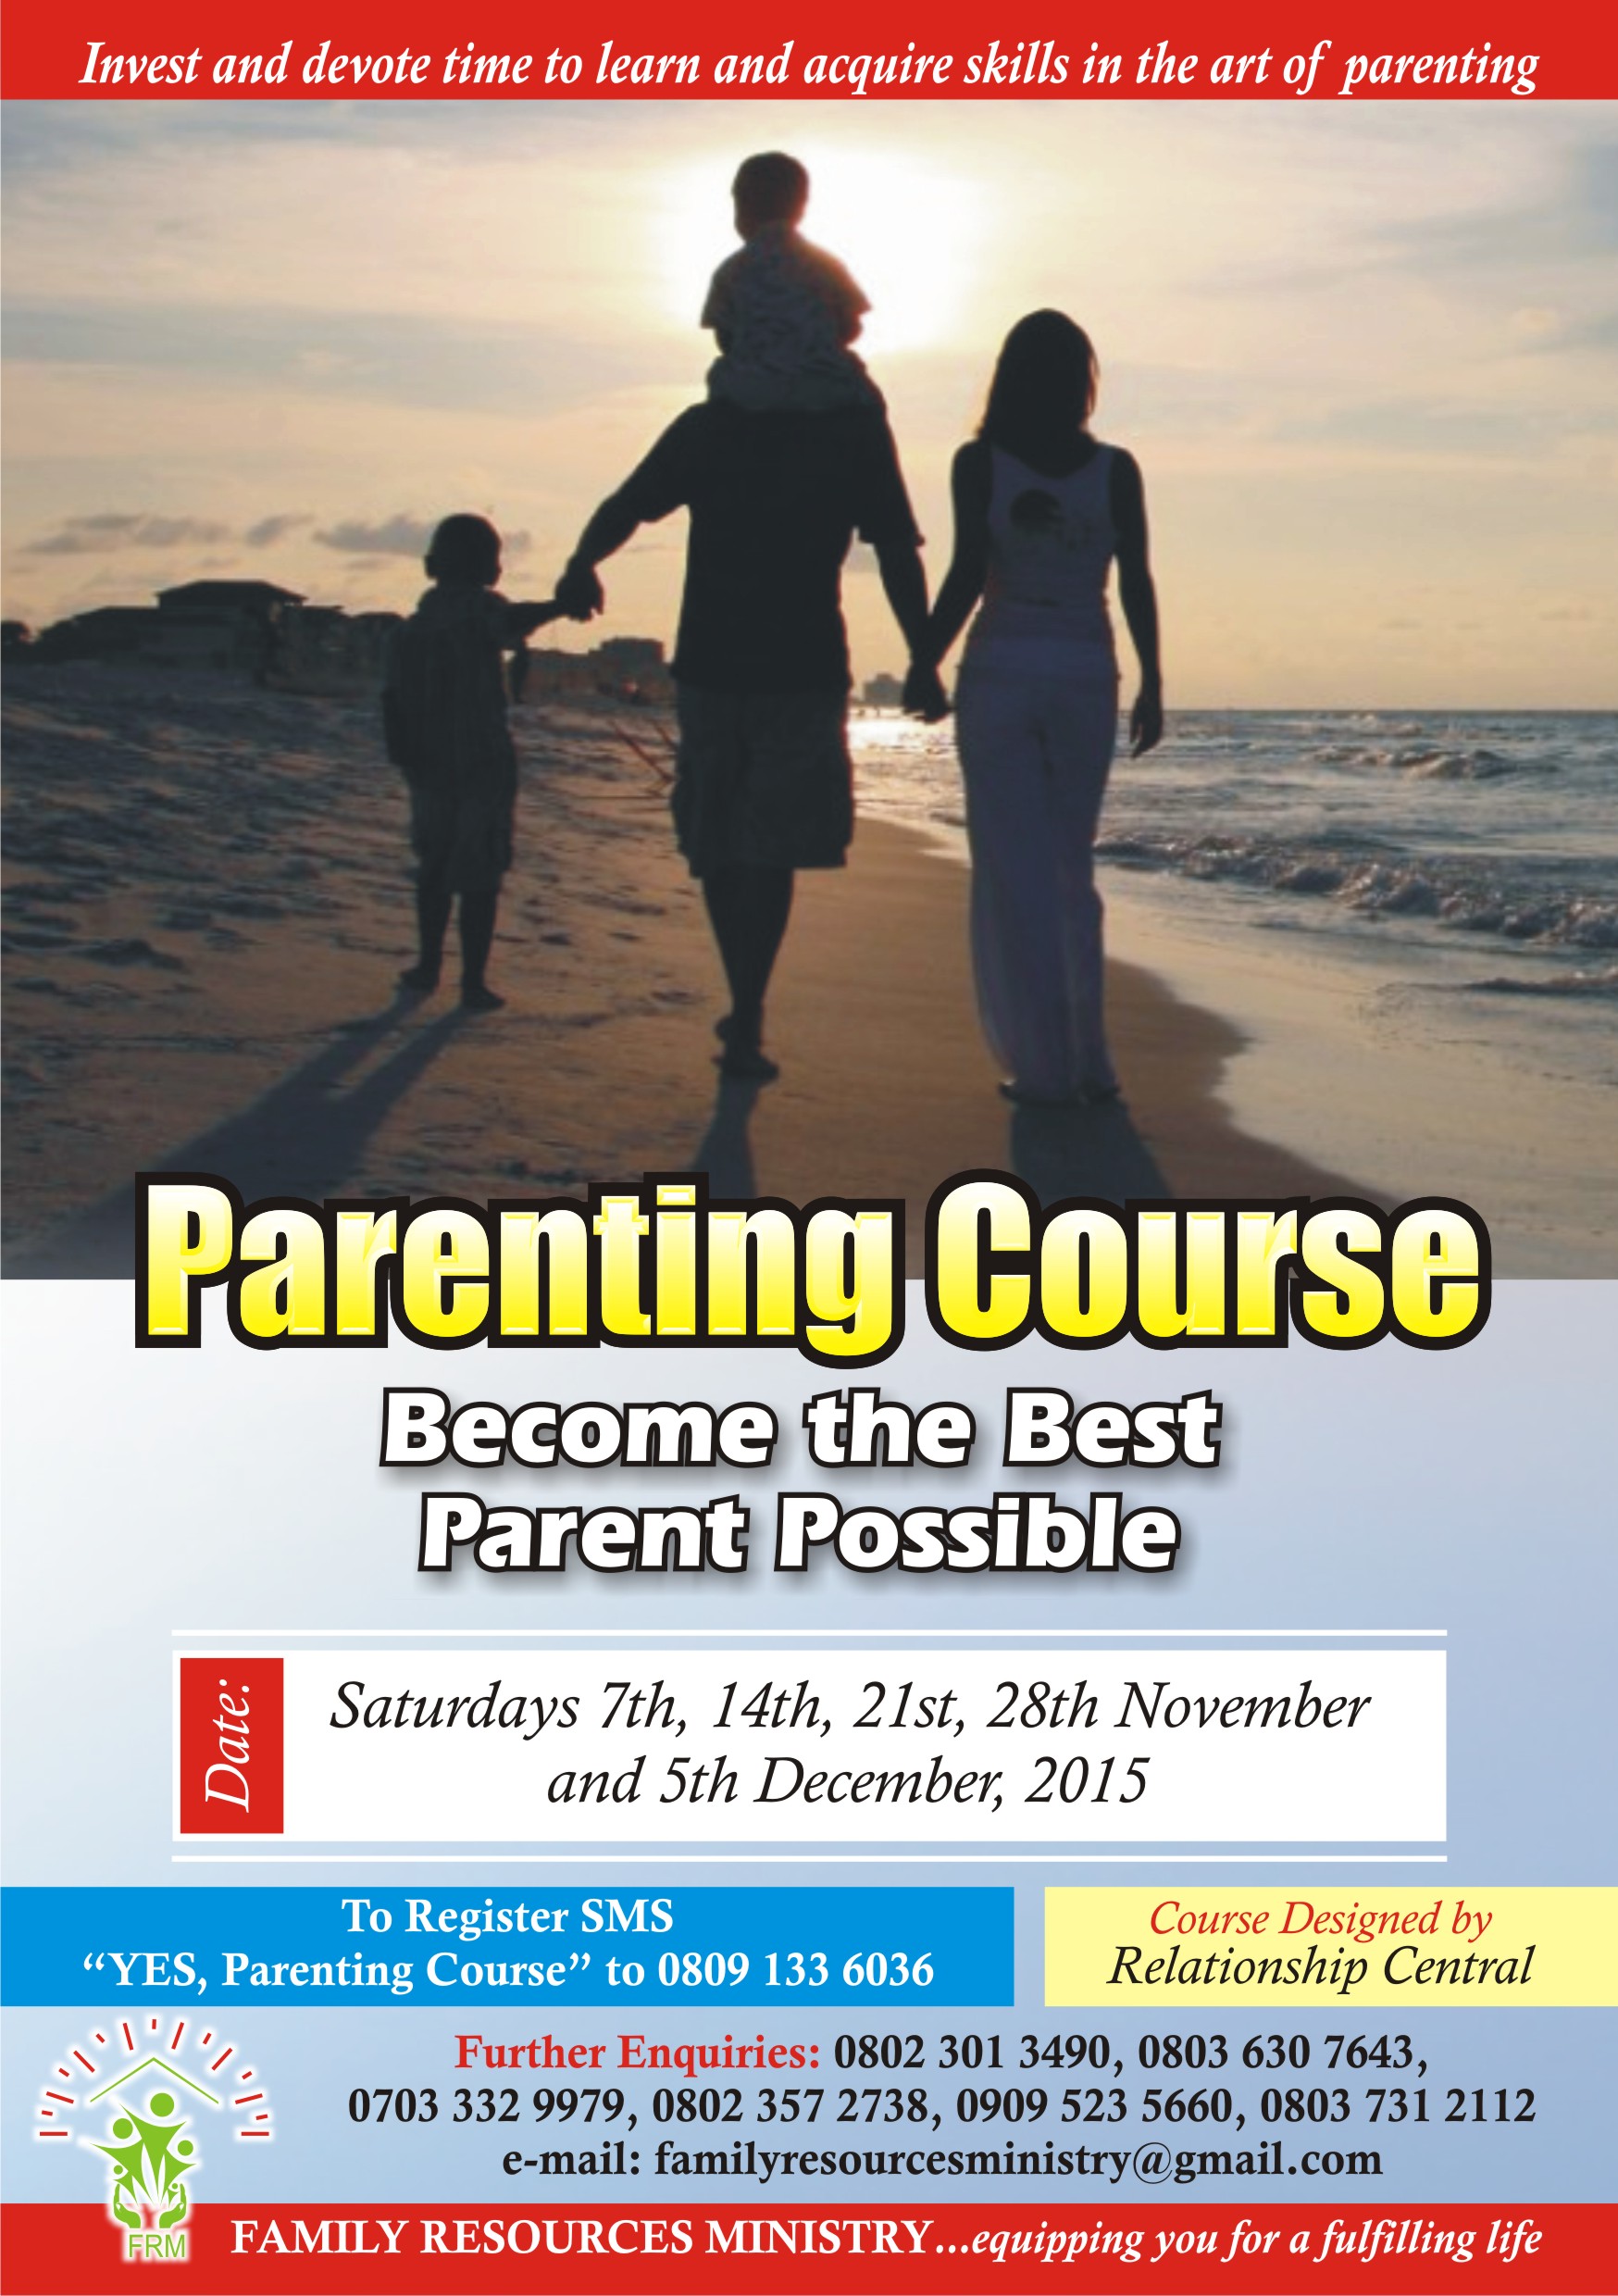 Invest and devote time to learn and acquire skills in the art of parenting
Parenting Course
Become the Best
Parent Possible
Date:
Saturdays 7th, 14th, 21st, 28th November
and 5th December, 2015
To Register SMS
“YES, Parenting Course” to 0809 133 6036
Course Designed by
Relationship Central
Further Enquiries: 0802 301 3490, 0803 630 7643,
0703 332 9979, 0802 357 2738, 0909 523 5660, 0803 731 2112
e-mail: familyresourcesministry@gmail.com
FRM
FAMILY RESOURCES MINISTRY...equipping you for a fulfilling life